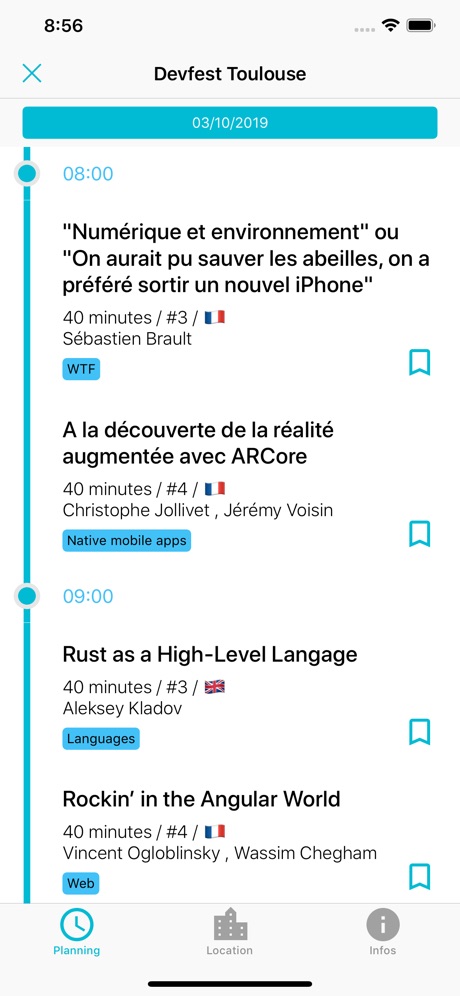 8:56
Devfest Toulouse
03/10/2019
08:00
"Numérique et environnement" ou
"On aurait pu sauver les abeilles, on a
préféré sortir un nouvel iPhone"
40 minutes / #3 / 🇫🇷
Sébastien Brault
WTF
A la découverte de la réalité
augmentée avec ARCore
40 minutes / #4 / 🇫🇷
Christophe Jollivet , Jérémy Voisin
Native mobile apps
09:00
Rust as a High-Level Langage
40 minutes / #3 / 🇬🇧
Aleksey Kladov
Languages
Rockin’ in the Angular World
40 minutes / #4 / 🇫🇷
Vincent Ogloblinsky , Wassim Chegham
Web
Planning
Location
Infos